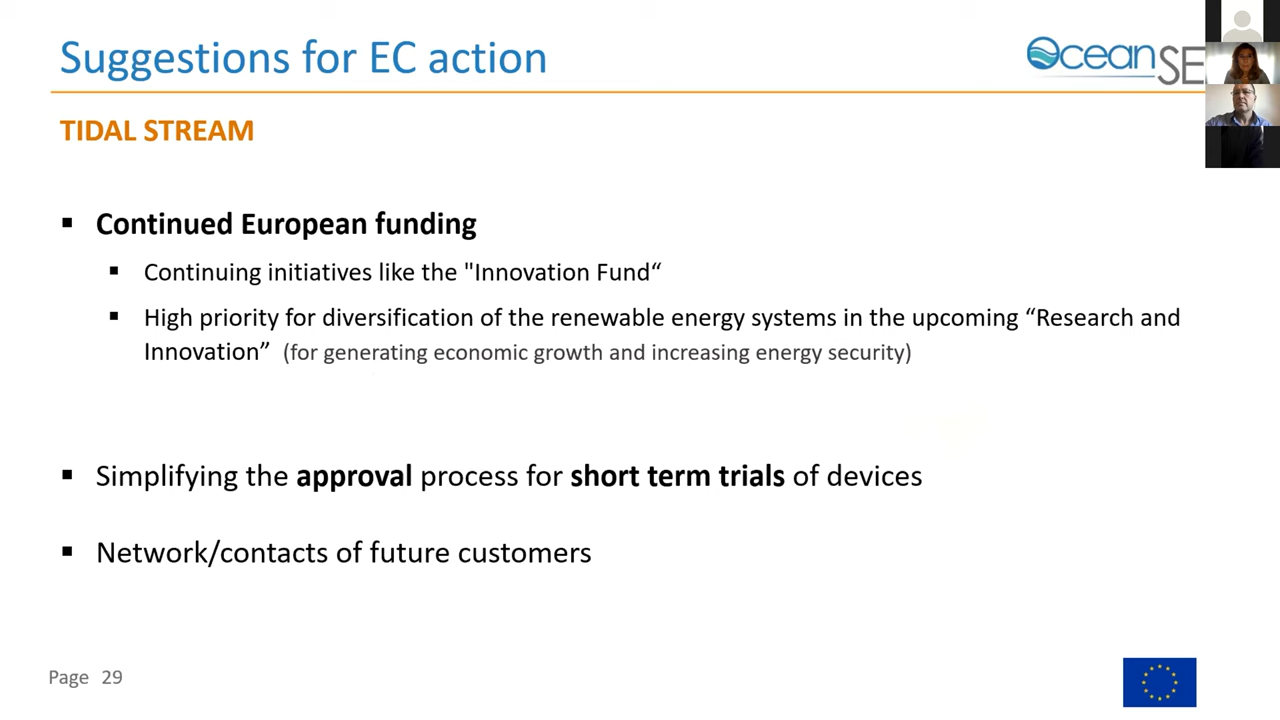 Suggestions for EC action
OceanSE
TIDAL STREAM
▪ Continued European funding
▪ Continuing initiatives like the "Innovation Fund“
▪ High priority for diversification of the renewable energy systems in the upcoming “Research and
Innovation” (for generating economic growth and increasing energy security)
▪ Simplifying the approval process for short term trials of devices
▪ Network/contacts of future customers
Page 29